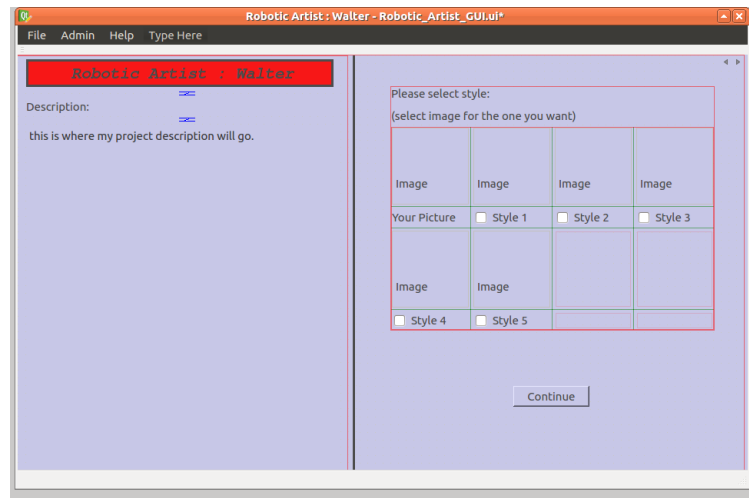 Robotic Artist : Walter - Robotic_Artist_GUI.ui*
File Admin Help Type Here
Robotic Artist : Walter
Description:
this is where my project description will go.
Please select style:
(select image for the one you want)
Image Image Image Image
Your Picture Style 1 Style 2 Style 3
Image Image
Style 4 Style 5
Continue